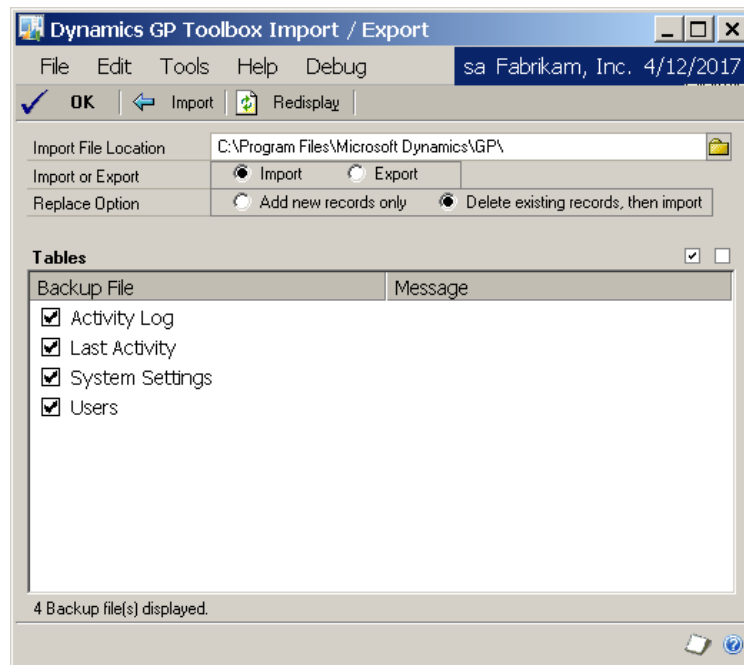 Dynamics GP Toolbox Import / Export
File Edit Tools Help Debug sa Fabrikam, Inc. 4/12/2017
OK Import Redisplay
Import File Location C:\Program Files\Microsoft Dynamics\GP\
Import or Export Import Export
Replace Option Add new records only Delete existing records, then import
Tables
Backup File Message
Activity Log
Last Activity
System Settings
Users
4 Backup file(s) displayed.